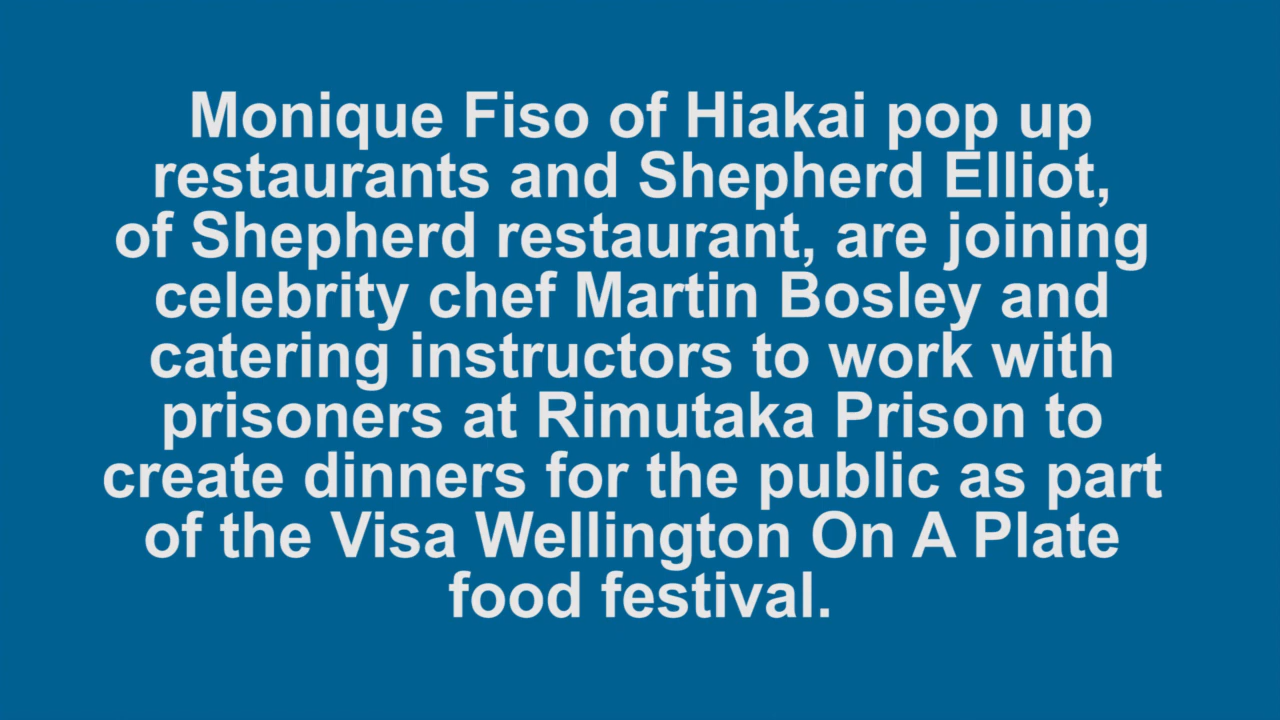 Monique Fiso of Hiakai pop up
restaurants and Shepherd Elliot,
of Shepherd restaurant, are joining
celebrity chef Martin Bosley and
catering instructors to work with
prisoners at Rimutaka Prison to
create dinners for the public as part
of the Visa Wellington On A Plate
food festival.